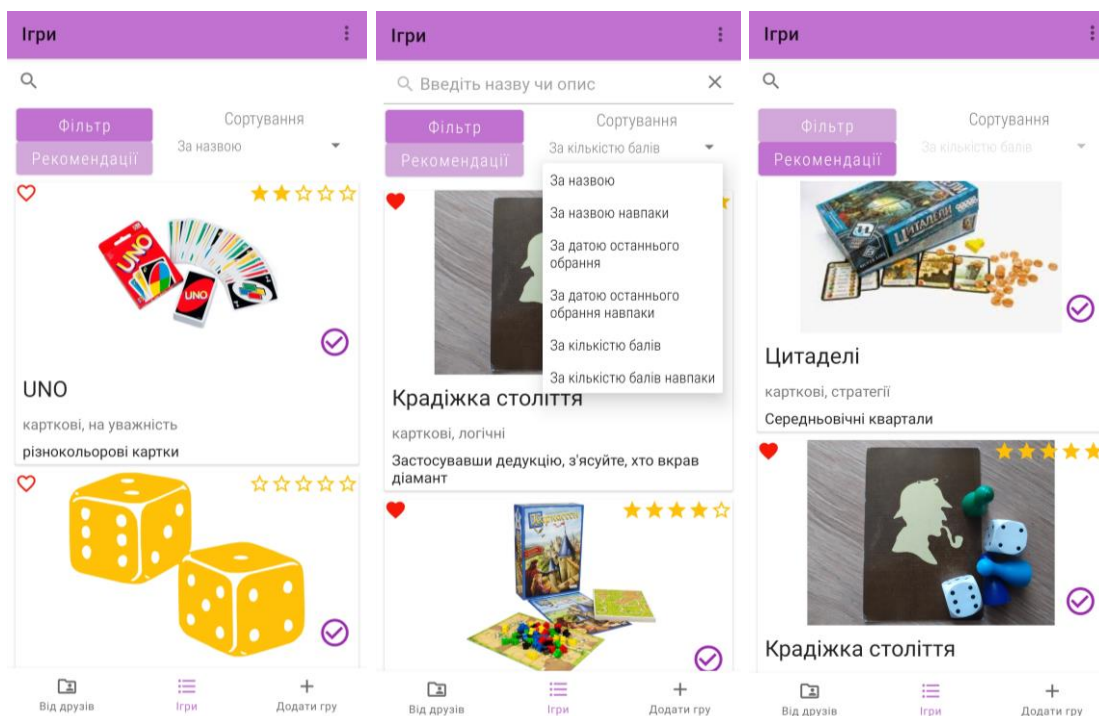 Ігри
Фільтр
Рекомендації
Сортування
За назвою
UNO
UNO
UNO
карткові, на уважність
різнокольорові картки
Від друзів
Ігри
Додати гру
Ігри
Введіть назву чи опис
Фільтр
Рекомендації
Сортування
За кількістю балів
За назвою
За назвою навпаки
За датою останнього
обрання
За датою останнього
обрання навпаки
За кількістю балів
За кількістю балів навпаки
Крадіжка століття
карткові, логічні
Застосувавши дедукцію, з'ясуйте, хто вкрав
діамант
Від друзів
Ігри
Додати гру
Ігри
Фільтр
Рекомендації
Сортування
За кількістю балів
ЦИТАДЕЛИ
Цитаделі
карткові, стратегії
Середньовічні квартали
Крадіжка століття
Від друзів
Ігри
Додати гру